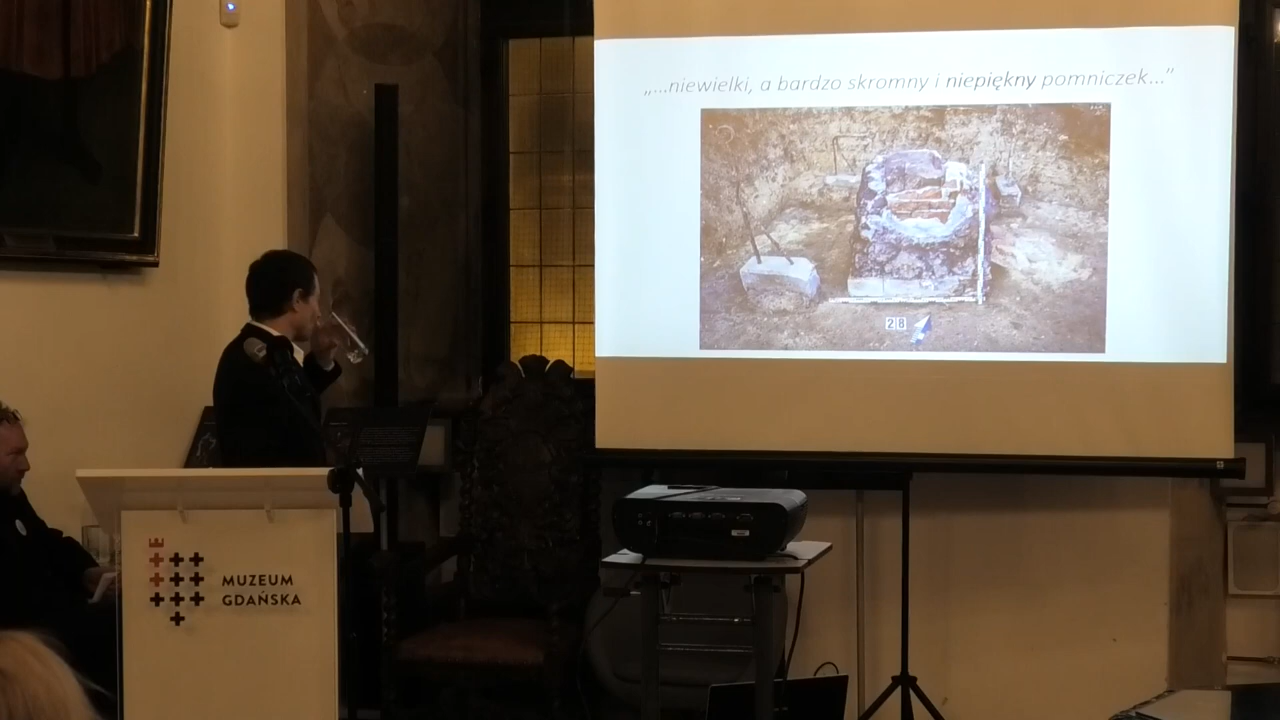 „...niewielki, a bardzo skromny i niepiękny pomniczek...”
28
MUZEUM
GDAŃSKA